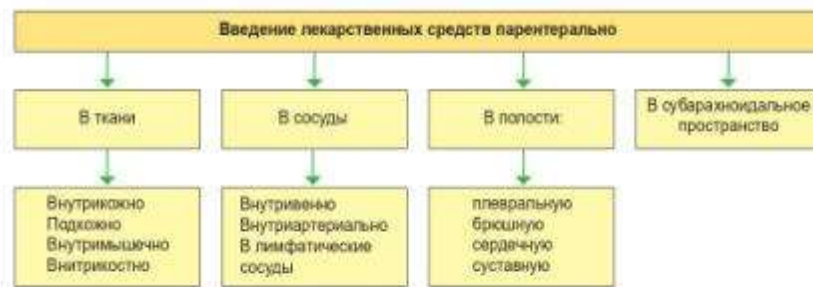 Введение лекарственных средств парентерально
В ткани
В сосуды
В полости:
В субарахноидальное
пространство
Внутрикожно
Подкожно
Внутримышечно
Внитрикостно
Внутривенно
Внутриартериально
В лимфатические
сосуды
плевральную
брюшную
сердечную
суставную